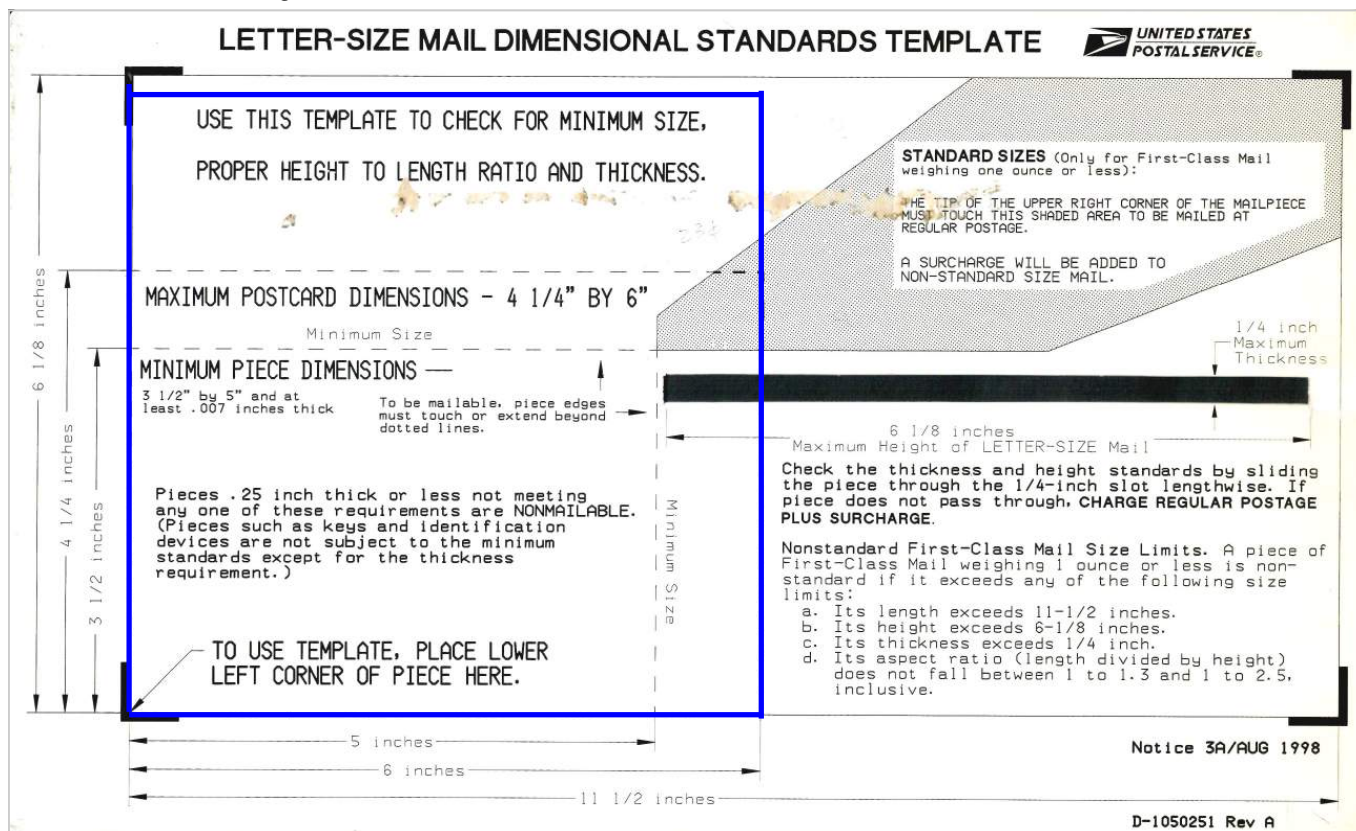 LETTER-SIZE MAIL DIMENSIONAL STANDARDS TEMPLATE
UNITED STATES
POSTAL SERVICE®
USE THIS TEMPLATE TO CHECK FOR MINIMUM SIZE,
PROPER HEIGHT TO LENGTH RATIO AND THICKNESS.
STANDARD SIZES (Only for First-Class Mail
weighing one ounce or less):
THE TIP OF THE UPPER RIGHT CORNER OF THE MAILPIECE
MUST TOUCH THIS SHADED AREA TO BE MAILED AT
REGULAR POSTAGE.
A SURCHARGE WILL BE ADDED TO
NON-STANDARD SIZE MAIL.
6 1/8 inches
4 1/4 inches
3 1/2 inches
MAXIMUM POSTCARD DIMENSIONS - 4 1/4" BY 6"
Minimum Size
MINIMUM PIECE DIMENSIONS —
3 1/2" by 5" and at
least .007 inches thick
To be mailable, piece edges
must touch or extend beyond
dotted lines.
1/4 inch
Maximum
Thickness
6 1/8 inches
Maximum Height of LETTER-SIZE Mail
Check the thickness and height standards by sliding
the piece through the 1/4-inch slot lengthwise. If
piece does not pass through, CHARGE REGULAR POSTAGE
PLUS SURCHARGE.
Pieces .25 inch thick or less not meeting
any one of these requirements are NONMAILABLE.
(Pieces such as keys and identification
devices are not subject to the minimum
standards except for the thickness
requirement.)
Minimum Size
Nonstandard First-Class Mail Size Limits. A piece of
First-Class Mail weighing 1 ounce or less is non-
standard if it exceeds any of the following size
limits:
a. Its length exceeds 11-1/2 inches.
b. Its height exceeds 6-1/8 inches.
c. Its thickness exceeds 1/4 inch.
d. Its aspect ratio (length divided by height)
does not fall between 1 to 1.3 and 1 to 2.5,
inclusive.
TO USE TEMPLATE, PLACE LOWER
LEFT CORNER OF PIECE HERE.
5 inches
6 inches
11 1/2 inches
Notice 3A/AUG 1998
D-1050251 Rev A